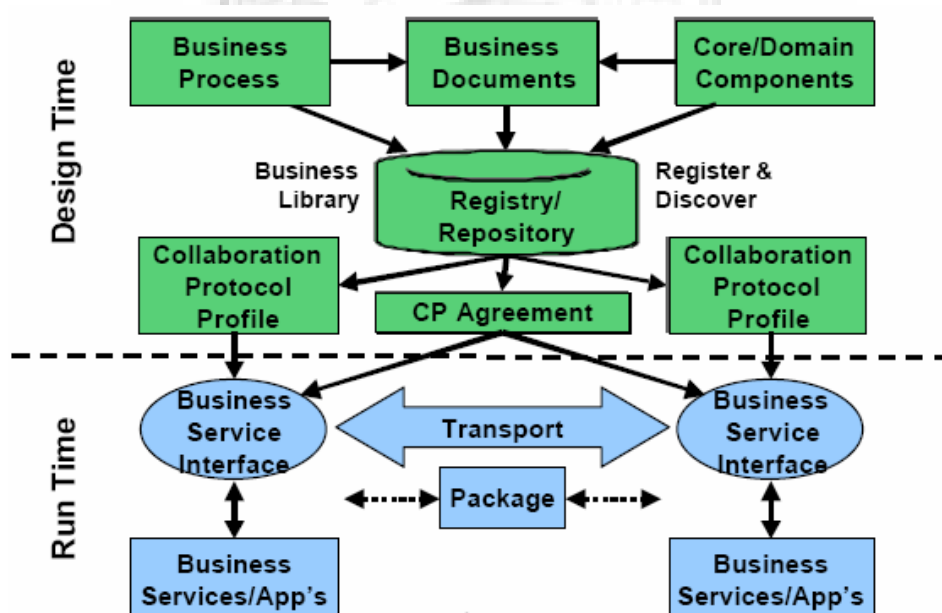 Design Time
Business
Process
Business
Documents
Core/Domain
Components
Business
Library
Registry/
Repository
Register &
Discover
Collaboration
Protocol
Profile
CP Agreement
Collaboration
Protocol
Profile
Run Time
Business
Service
Interface
Transport
Business
Service
Interface
Package
Business
Services/App's
Business
Services/App's